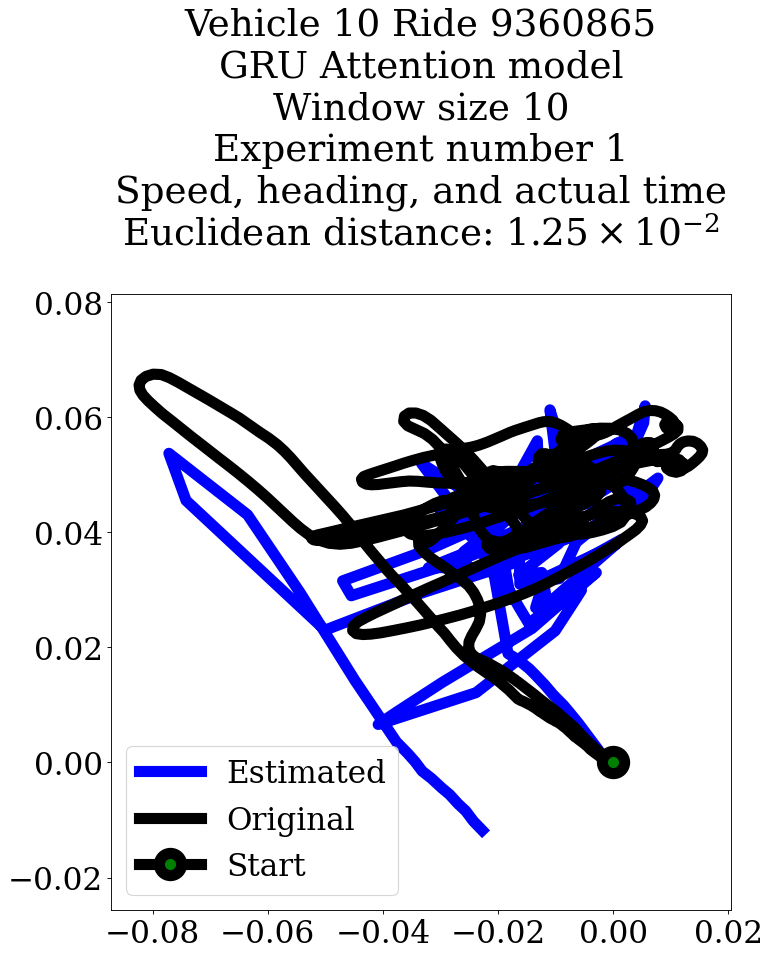 Vehicle 10 Ride 9360865
GRU Attention model
Window size 10
Experiment number 1
Speed, heading, and actual time
Euclidean distance: 1.25 × 10⁻²
0.08
0.06
0.04
0.02
0.00
−0.02
Estimated
Original
Start
−0.08 −0.06 −0.04 −0.02 0.00 0.02